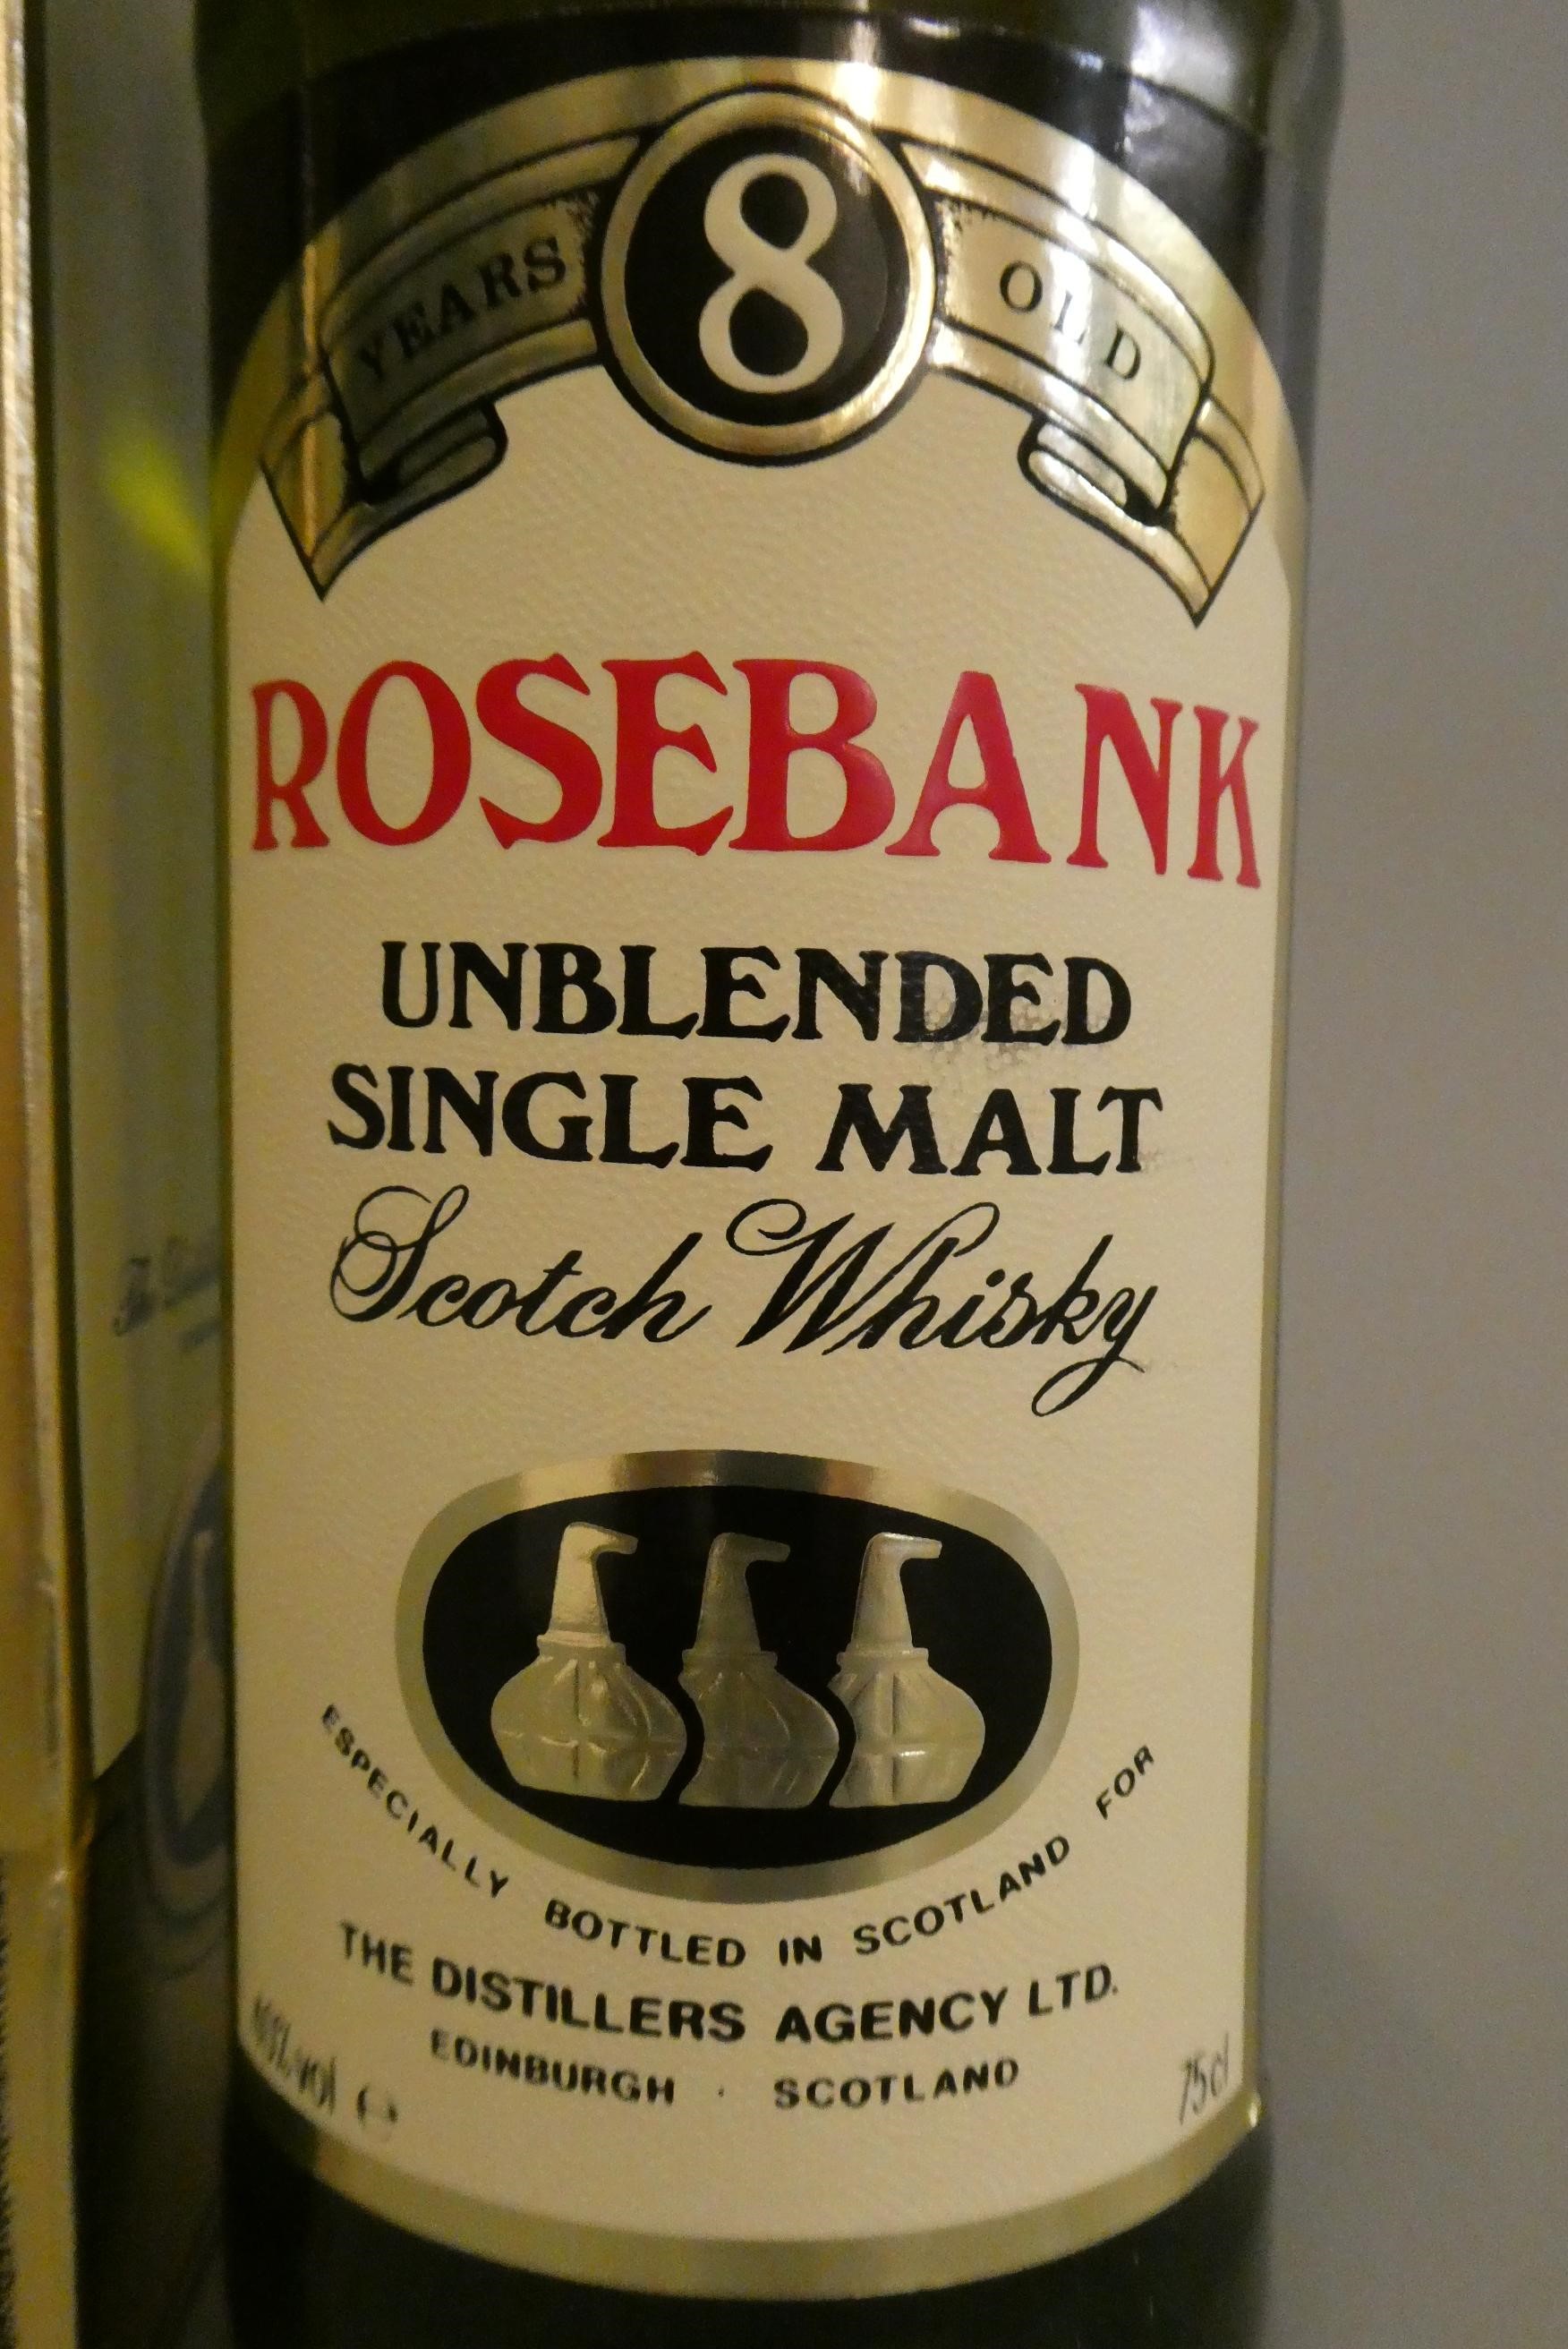 YEARS 8 OLD
ROSEBANK
UNBLENDED
SINGLE MALT
Scotch Whisky
ESPECIALLY BOTTLED IN SCOTLAND FOR
THE DISTILLERS AGENCY LTD.
EDINBURGH · SCOTLAND
vol ℮ 75cl